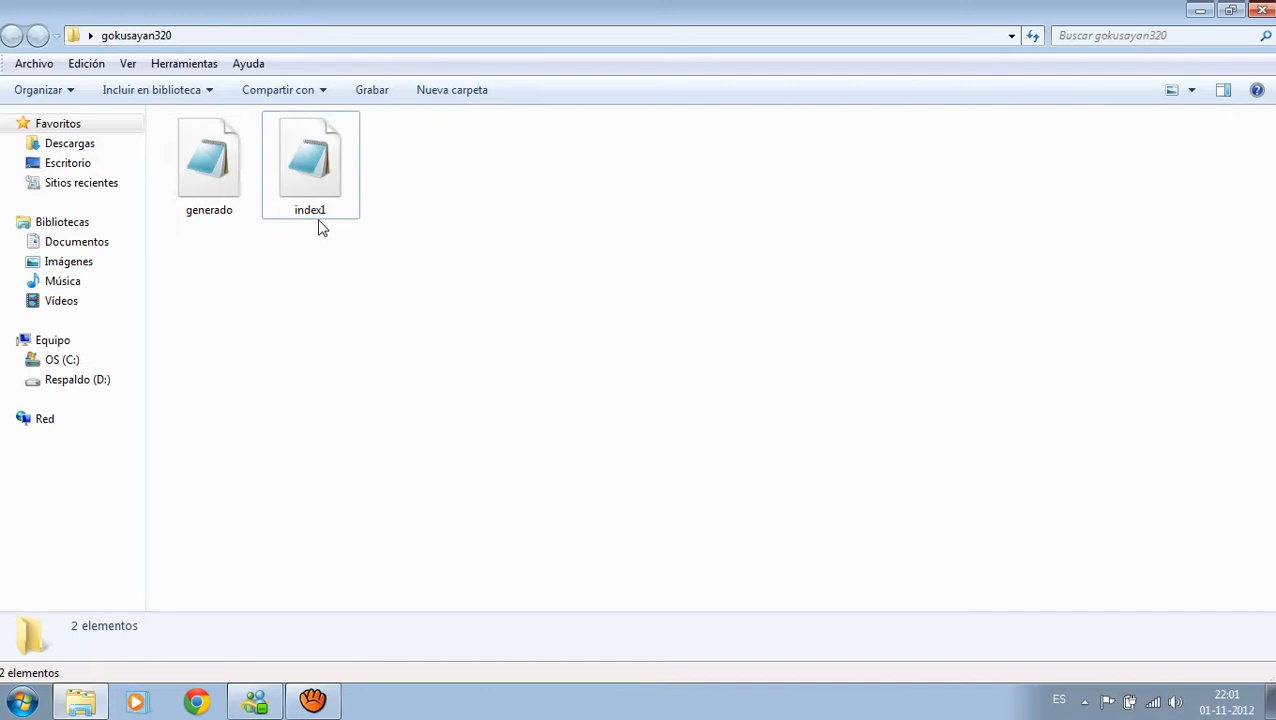 gokusayan320
Buscar gokusayan320
Archivo Edición Ver Herramientas Ayuda
Organizar Incluir en biblioteca Compartir con Grabar Nueva carpeta
Favoritos
Descargas
Escritorio
Sitios recientes
Bibliotecas
Documentos
Imágenes
Música
Vídeos
Equipo
OS (C:)
Respaldo (D:)
Red
generado
index1
2 elementos
2 elementos
ES
22:01
01-11-2012